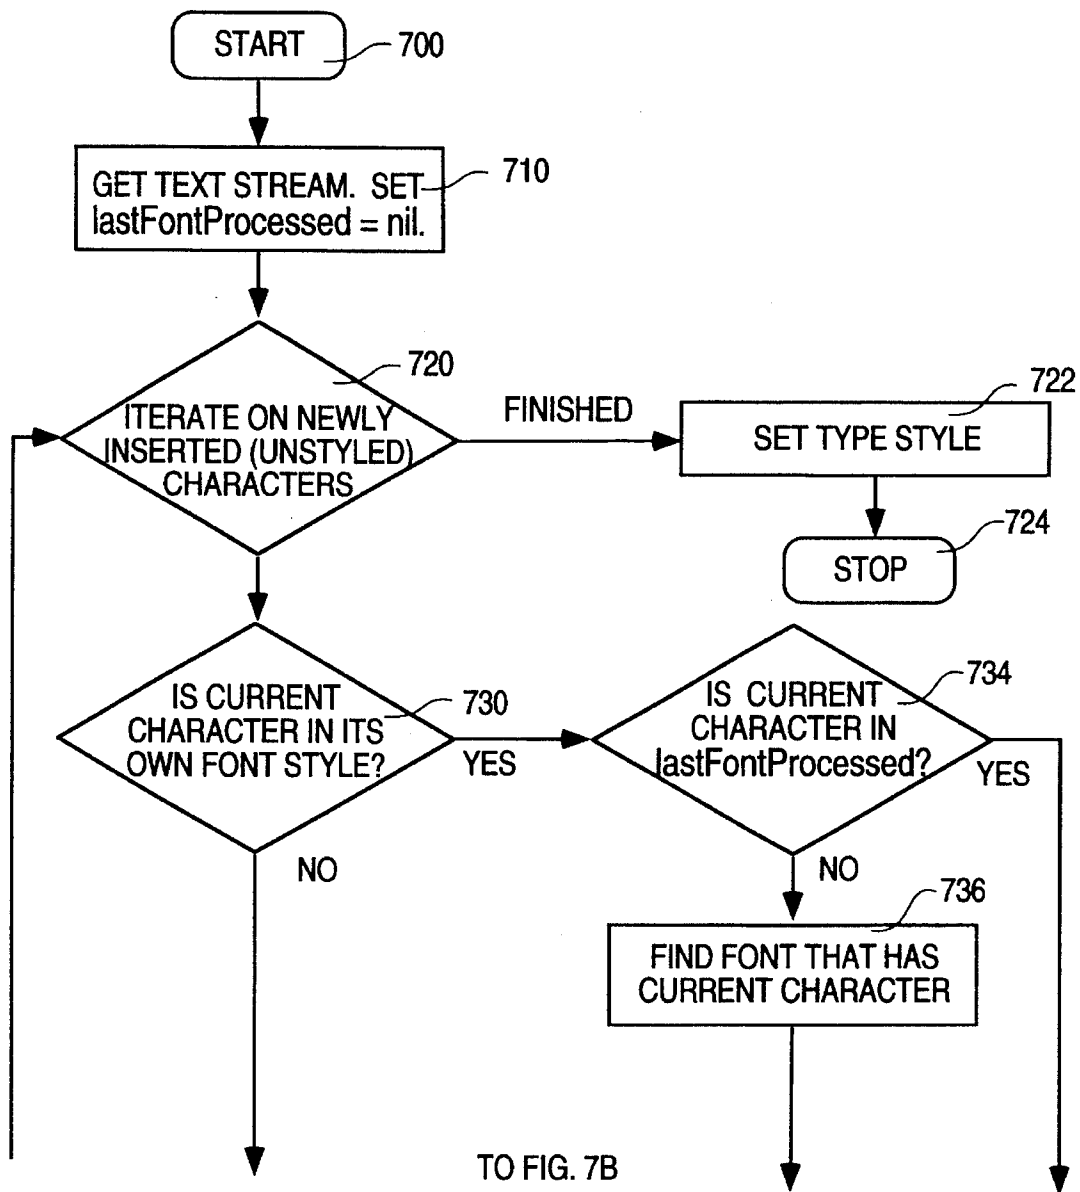 START
700
GET TEXT STREAM. SET
lastFontProcessed = nil.
710
720
ITERATE ON NEWLY
INSERTED (UNSTYLED)
CHARACTERS
FINISHED
722
SET TYPE STYLE
724
STOP
IS CURRENT
CHARACTER IN ITS
OWN FONT STYLE?
730
YES
NO
734
IS CURRENT
CHARACTER IN
lastFontProcessed?
YES
NO
736
FIND FONT THAT HAS
CURRENT CHARACTER
TO FIG. 7B